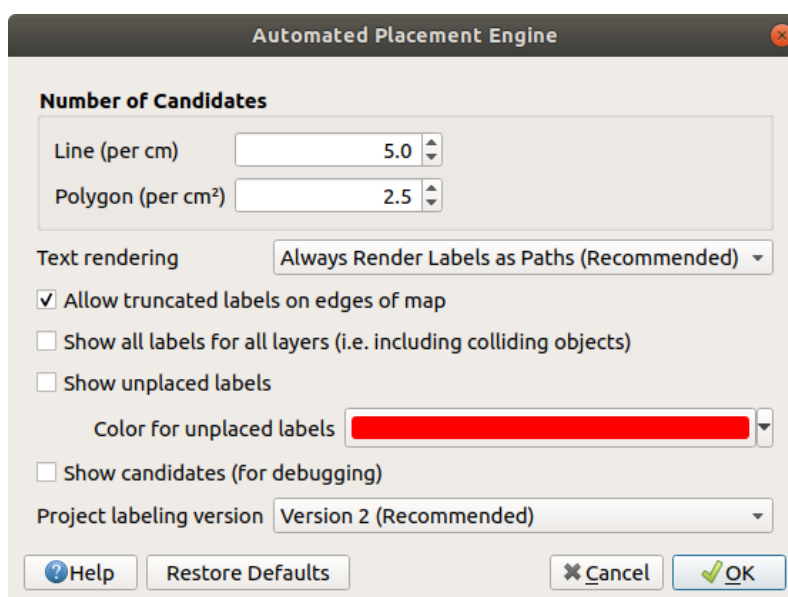 Automated Placement Engine
Number of Candidates
Line (per cm) 5.0
Polygon (per cm²) 2.5
Text rendering Always Render Labels as Paths (Recommended)
Allow truncated labels on edges of map
Show all labels for all layers (i.e. including colliding objects)
Show unplaced labels
Color for unplaced labels
Show candidates (for debugging)
Project labeling version Version 2 (Recommended)
Help Restore Defaults Cancel OK